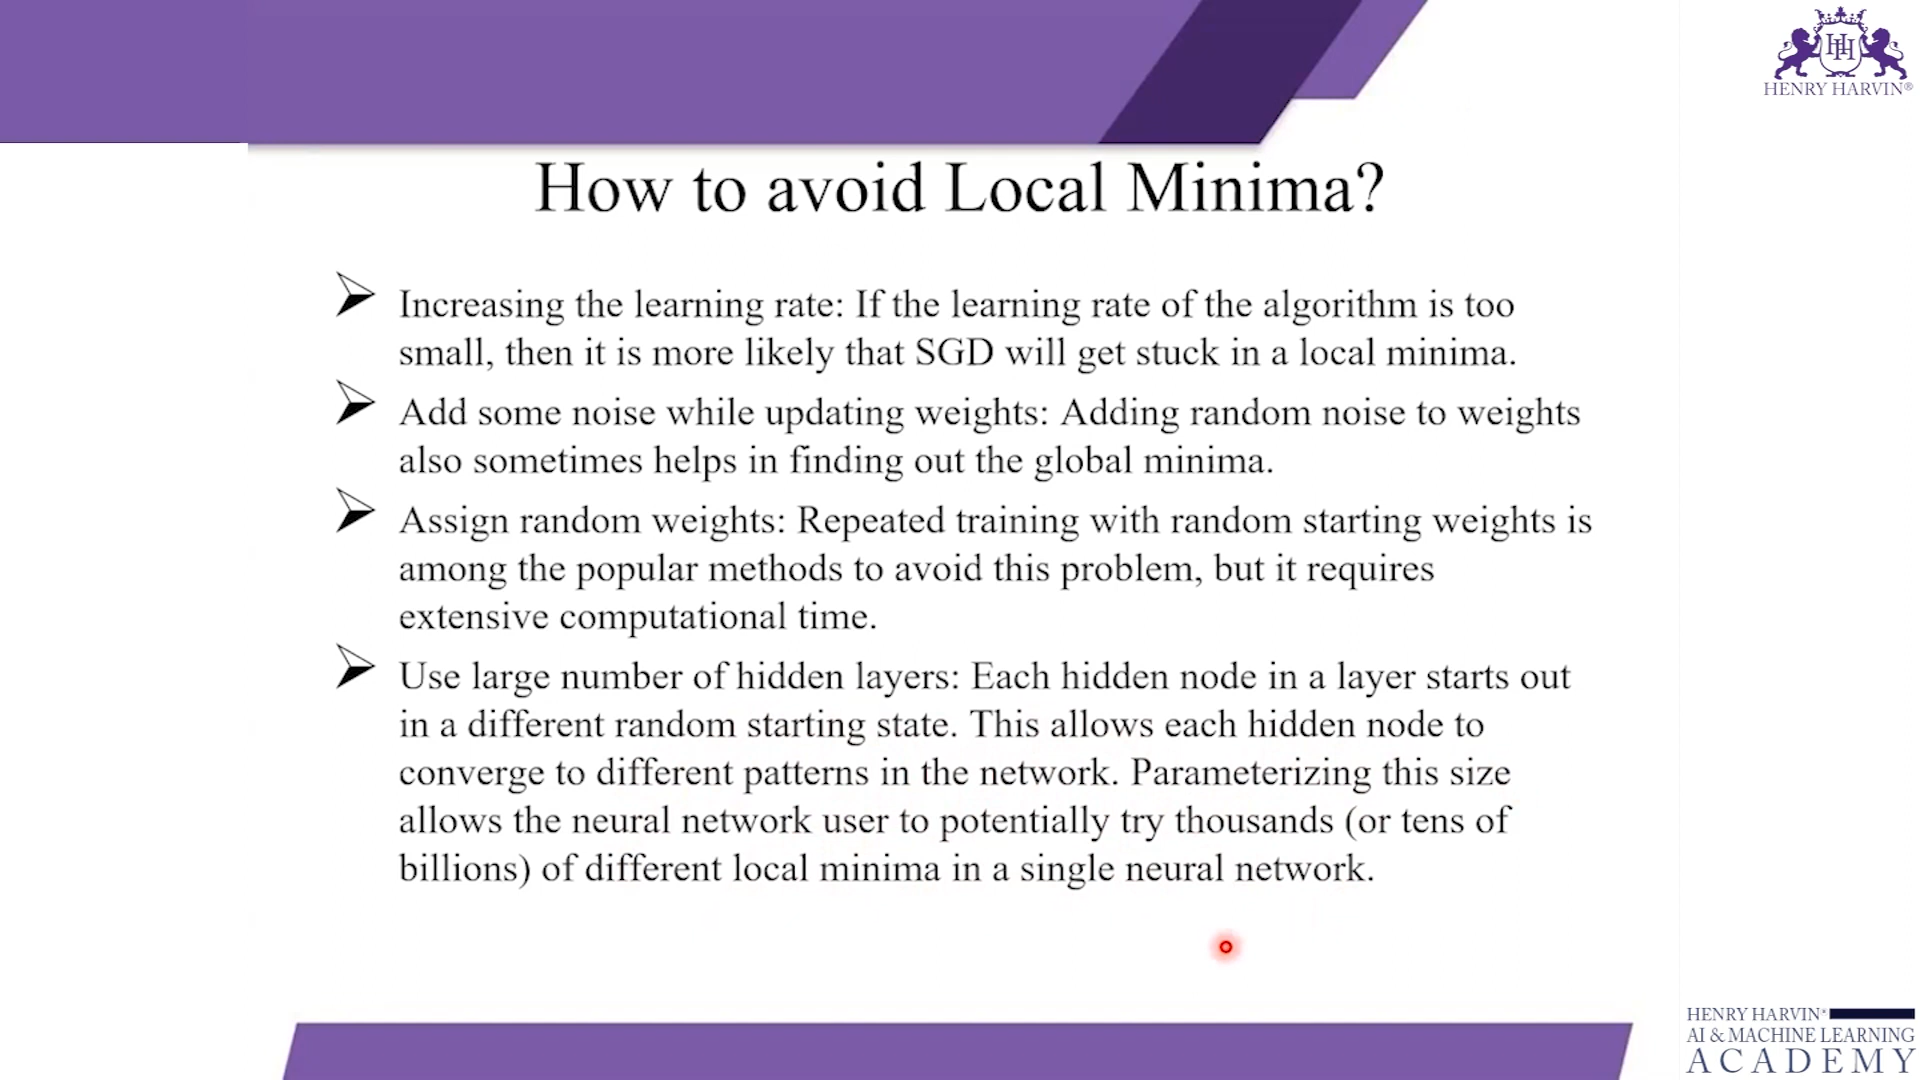 HENRY HARVIN®
How to avoid Local Minima?
Increasing the learning rate: If the learning rate of the algorithm is too
small, then it is more likely that SGD will get stuck in a local minima.
Add some noise while updating weights: Adding random noise to weights
also sometimes helps in finding out the global minima.
Assign random weights: Repeated training with random starting weights is
among the popular methods to avoid this problem, but it requires
extensive computational time.
Use large number of hidden layers: Each hidden node in a layer starts out
in a different random starting state. This allows each hidden node to
converge to different patterns in the network. Parameterizing this size
allows the neural network user to potentially try thousands (or tens of
billions) of different local minima in a single neural network.
HENRY HARVIN®
AI & MACHINE LEARNING
ACADEMY